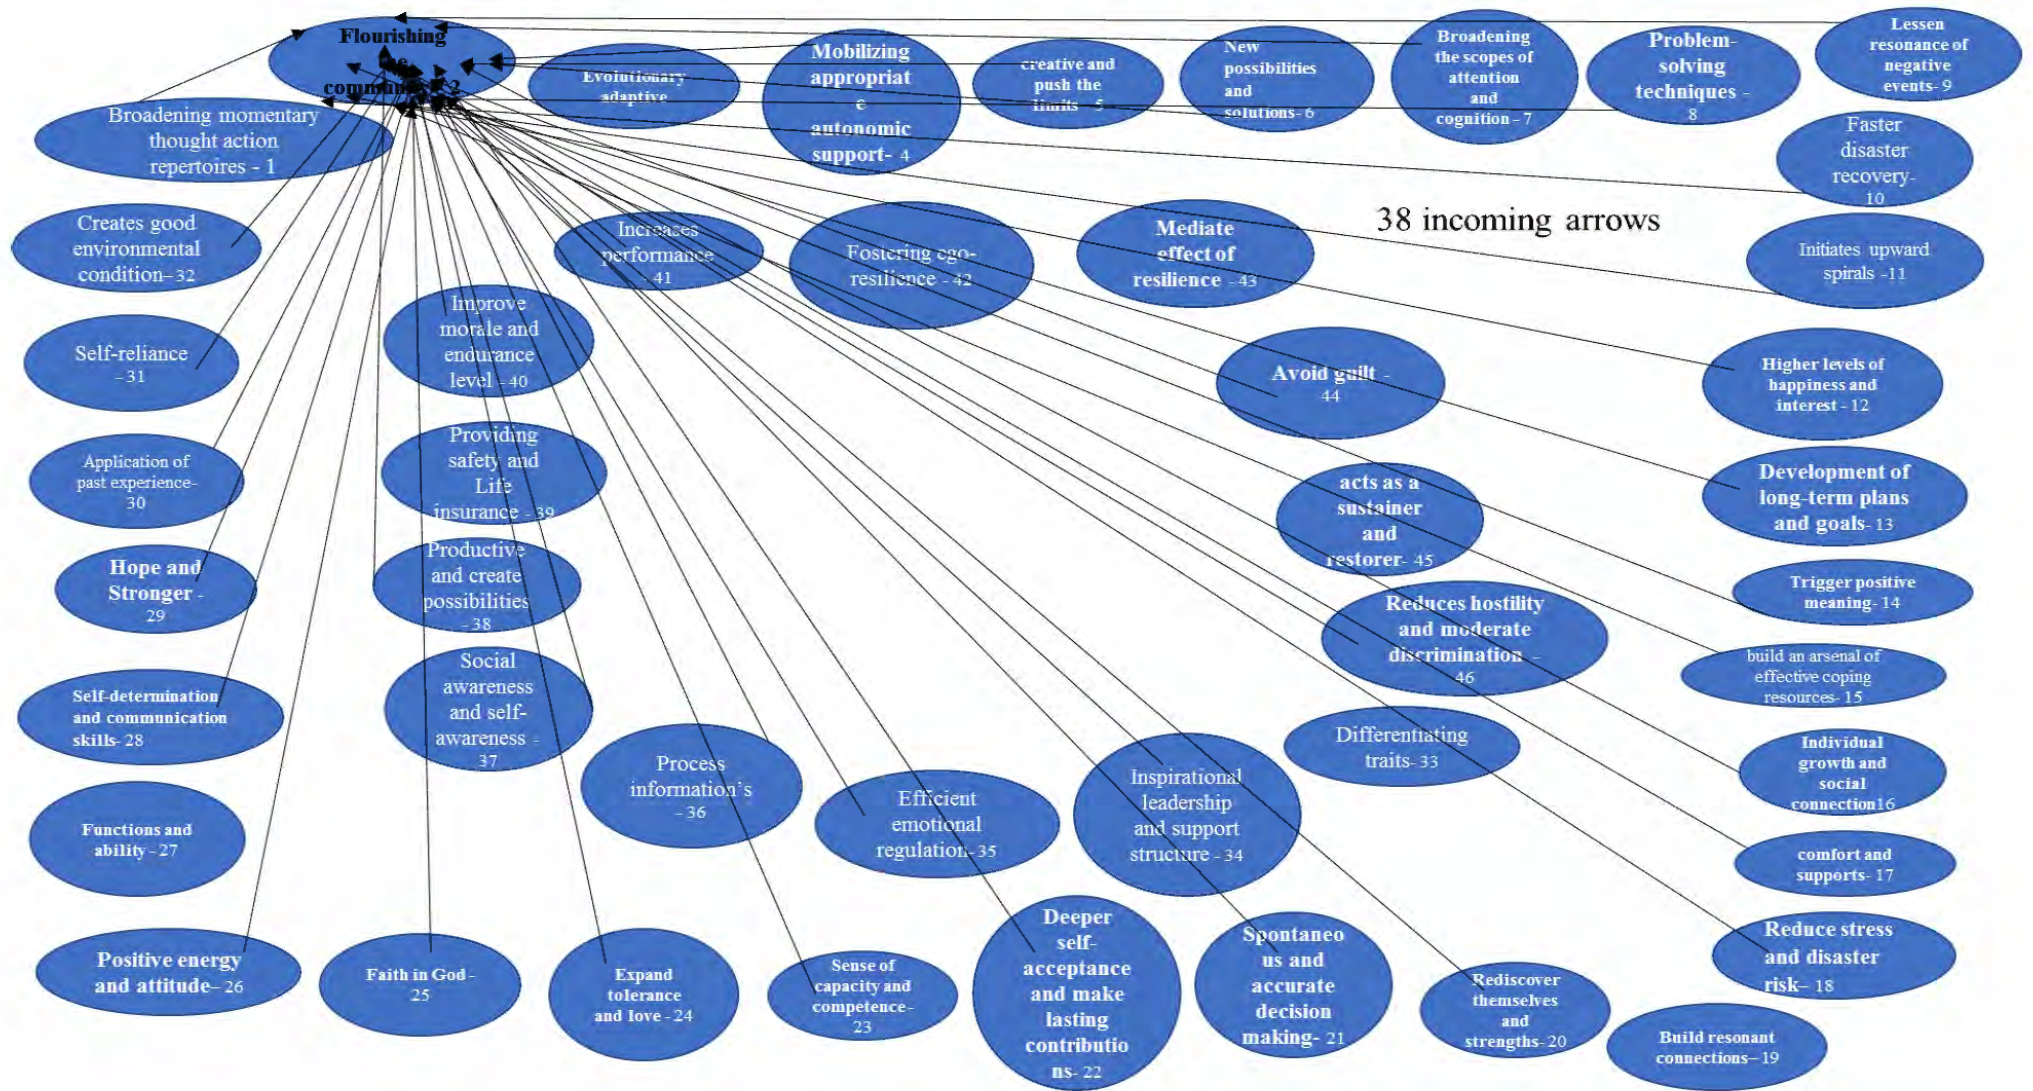 Flourishing
the
community- 2
Broadening momentary
thought action
repertoires - 1
Evolutionary
adaptive
Mobilizing
appropriat
e
autonomic
support- 4
creative and
push the
limits - 5
New
possibilities
and
solutions- 6
Broadening
the scopes of
attention
and
cognition - 7
Problem-
solving
techniques -
8
Lessen
resonance of
negative
events- 9
Faster
disaster
recovery-
10
38 incoming arrows
Initiates upward
spirals -11
Creates good
environmental
condition– 32
Increases
performance
- 41
Fostering ego-
resilience - 42
Mediate
effect of
resilience - 43
Improve
morale and
endurance
level - 40
Self-reliance
- 31
Avoid guilt -
44
Higher levels of
happiness and
interest - 12
Application of
past experience-
30
Providing
safety and
Life
insurance - 39
acts as a
sustainer
and
restorer- 45
Development of
long-term plans
and goals- 13
Hope and
Stronger -
29
Productive
and create
possibilities
- 38
Reduces hostility
and moderate
discrimination -
46
Trigger positive
meaning- 14
build an arsenal of
effective coping
resources- 15
Self-determination
and communication
skills- 28
Social
awareness
and self-
awareness -
37
Process
information's
- 36
Differentiating
traits- 33
Individual
growth and
social
connection16
Functions and
ability - 27
Efficient
emotional
regulation- 35
Inspirational
leadership
and support
structure - 34
comfort and
supports- 17
Positive energy
and attitude– 26
Faith in God -
25
Expand
tolerance
and love - 24
Sense of
capacity and
competence-
23
Deeper
self-
acceptance
and make
lasting
contributio
ns- 22
Spontaneo
us and
accurate
decision
making- 21
Rediscover
themselves
and
strengths- 20
Reduce stress
and disaster
risk– 18
Build resonant
connections– 19